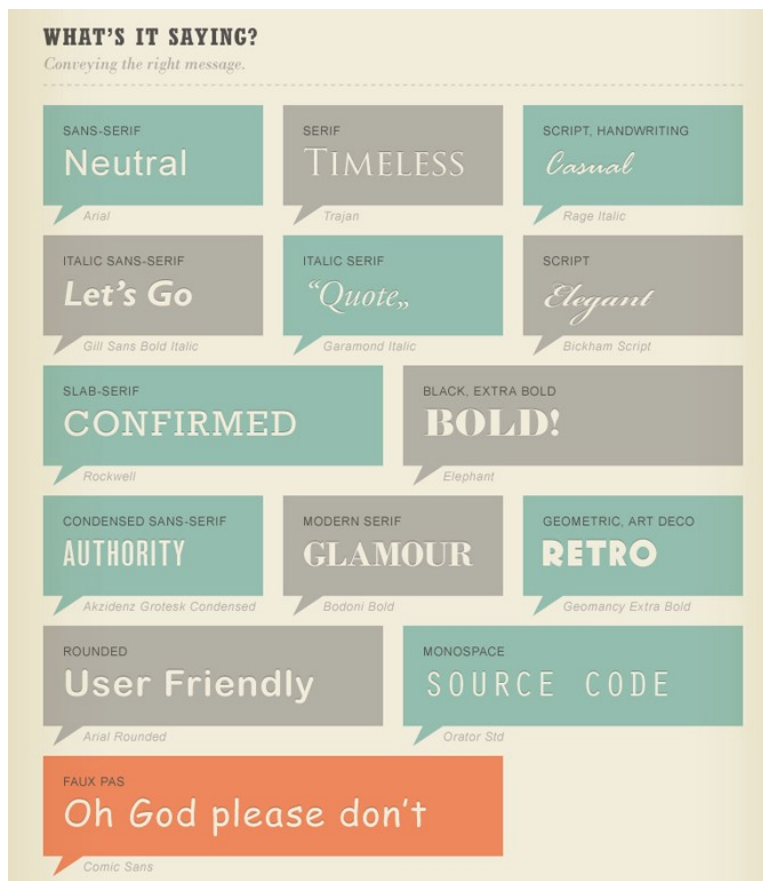 WHAT'S IT SAYING?
Conveying the right message.
SANS-SERIF
Neutral
Arial
SERIF
TIMELESS
Trajan
SCRIPT, HANDWRITING
Casual
Rage Italic
ITALIC SANS-SERIF
Let's Go
Gill Sans Bold Italic
ITALIC SERIF
“Quote„
Garamond Italic
SCRIPT
Elegant
Bickham Script
SLAB-SERIF
CONFIRMED
Rockwell
BLACK, EXTRA BOLD
BOLD!
Elephant
CONDENSED SANS-SERIF
AUTHORITY
Akzidenz Grotesk Condensed
MODERN SERIF
GLAMOUR
Bodoni Bold
GEOMETRIC, ART DECO
RETRO
Geomancy Extra Bold
ROUNDED
User Friendly
Arial Rounded
MONOSPACE
SOURCE CODE
Orator Std
FAUX PAS
Oh God please don't
Comic Sans